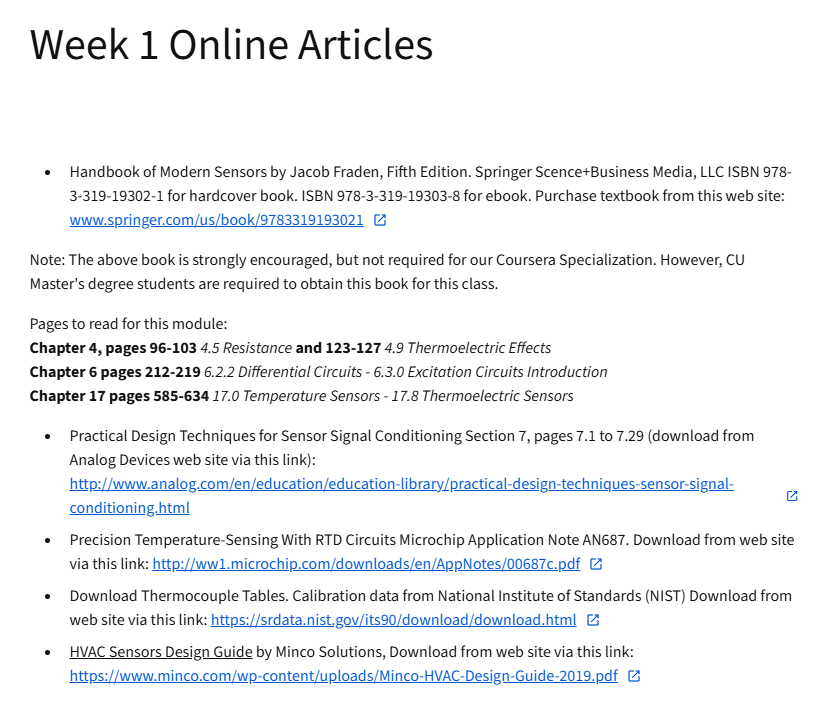 Week 1 Online Articles
• Handbook of Modern Sensors by Jacob Fraden, Fifth Edition. Springer Scence+Business Media, LLC ISBN 978-
3-319-19302-1 for hardcover book. ISBN 978-3-319-19303-8 for ebook. Purchase textbook from this web site:
www.springer.com/us/book/9783319193021
Note: The above book is strongly encouraged, but not required for our Coursera Specialization. However, CU
Master's degree students are required to obtain this book for this class.
Pages to read for this module:
Chapter 4, pages 96-103 4.5 Resistance and 123-127 4.9 Thermoelectric Effects
Chapter 6 pages 212-219 6.2.2 Differential Circuits - 6.3.0 Excitation Circuits Introduction
Chapter 17 pages 585-634 17.0 Temperature Sensors - 17.8 Thermoelectric Sensors
• Practical Design Techniques for Sensor Signal Conditioning Section 7, pages 7.1 to 7.29 (download from
Analog Devices web site via this link):
http://www.analog.com/en/education/education-library/practical-design-techniques-sensor-signal-
conditioning.html
• Precision Temperature-Sensing With RTD Circuits Microchip Application Note AN687. Download from web site
via this link: http://ww1.microchip.com/downloads/en/AppNotes/00687c.pdf
• Download Thermocouple Tables. Calibration data from National Institute of Standards (NIST) Download from
web site via this link: https://srdata.nist.gov/its90/download/download.html
• HVAC Sensors Design Guide by Minco Solutions, Download from web site via this link:
https://www.minco.com/wp-content/uploads/Minco-HVAC-Design-Guide-2019.pdf